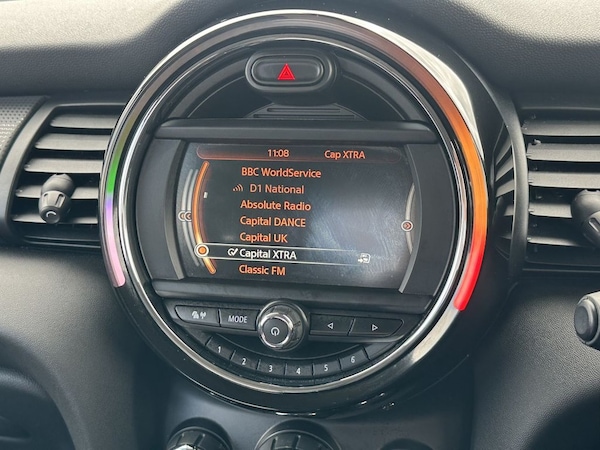 11:08 Cap XTRA
BBC WorldService
D1 National
Absolute Radio
Capital DANCE
Capital UK
Capital XTRA
Classic FM
MODE
1 2 3 4 5 6